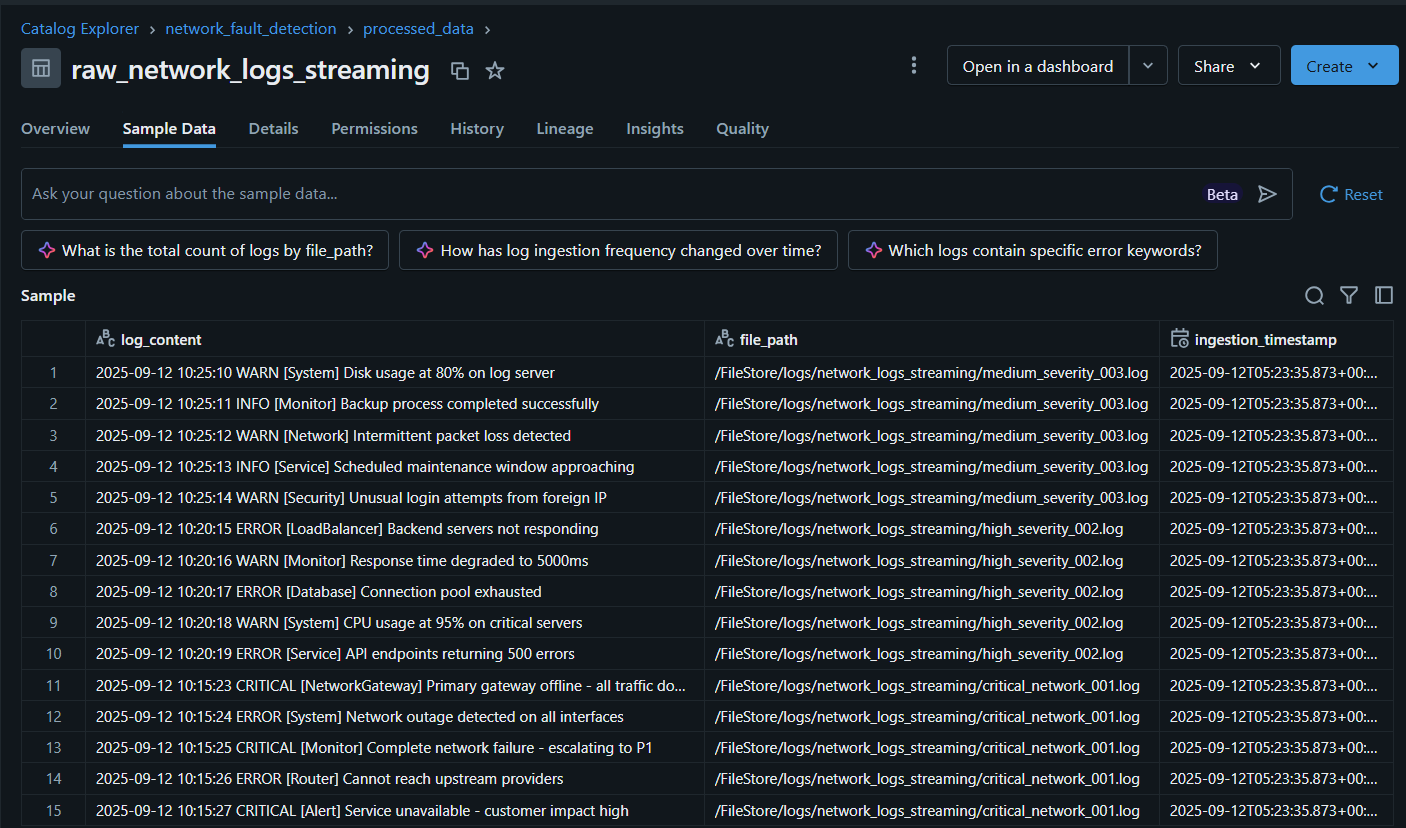 Catalog Explorer › network_fault_detection › processed_data ›
raw_network_logs_streaming
Open in a dashboard Share Create
Overview Sample Data Details Permissions History Lineage Insights Quality
Ask your question about the sample data... Beta Reset
What is the total count of logs by file_path? How has log ingestion frequency changed over time? Which logs contain specific error keywords?
Sample
log_content file_path ingestion_timestamp
1 2025-09-12 10:25:10 WARN [System] Disk usage at 80% on log server /FileStore/logs/network_logs_streaming/medium_severity_003.log 2025-09-12T05:23:35.873+00:...
2 2025-09-12 10:25:11 INFO [Monitor] Backup process completed successfully /FileStore/logs/network_logs_streaming/medium_severity_003.log 2025-09-12T05:23:35.873+00:...
3 2025-09-12 10:25:12 WARN [Network] Intermittent packet loss detected /FileStore/logs/network_logs_streaming/medium_severity_003.log 2025-09-12T05:23:35.873+00:...
4 2025-09-12 10:25:13 INFO [Service] Scheduled maintenance window approaching /FileStore/logs/network_logs_streaming/medium_severity_003.log 2025-09-12T05:23:35.873+00:...
5 2025-09-12 10:25:14 WARN [Security] Unusual login attempts from foreign IP /FileStore/logs/network_logs_streaming/medium_severity_003.log 2025-09-12T05:23:35.873+00:...
6 2025-09-12 10:20:15 ERROR [LoadBalancer] Backend servers not responding /FileStore/logs/network_logs_streaming/high_severity_002.log 2025-09-12T05:23:35.873+00:...
7 2025-09-12 10:20:16 WARN [Monitor] Response time degraded to 5000ms /FileStore/logs/network_logs_streaming/high_severity_002.log 2025-09-12T05:23:35.873+00:...
8 2025-09-12 10:20:17 ERROR [Database] Connection pool exhausted /FileStore/logs/network_logs_streaming/high_severity_002.log 2025-09-12T05:23:35.873+00:...
9 2025-09-12 10:20:18 WARN [System] CPU usage at 95% on critical servers /FileStore/logs/network_logs_streaming/high_severity_002.log 2025-09-12T05:23:35.873+00:...
10 2025-09-12 10:20:19 ERROR [Service] API endpoints returning 500 errors /FileStore/logs/network_logs_streaming/high_severity_002.log 2025-09-12T05:23:35.873+00:...
11 2025-09-12 10:15:23 CRITICAL [NetworkGateway] Primary gateway offline - all traffic do... /FileStore/logs/network_logs_streaming/critical_network_001.log 2025-09-12T05:23:35.873+00:...
12 2025-09-12 10:15:24 ERROR [System] Network outage detected on all interfaces /FileStore/logs/network_logs_streaming/critical_network_001.log 2025-09-12T05:23:35.873+00:...
13 2025-09-12 10:15:25 CRITICAL [Monitor] Complete network failure - escalating to P1 /FileStore/logs/network_logs_streaming/critical_network_001.log 2025-09-12T05:23:35.873+00:...
14 2025-09-12 10:15:26 ERROR [Router] Cannot reach upstream providers /FileStore/logs/network_logs_streaming/critical_network_001.log 2025-09-12T05:23:35.873+00:...
15 2025-09-12 10:15:27 CRITICAL [Alert] Service unavailable - customer impact high /FileStore/logs/network_logs_streaming/critical_network_001.log 2025-09-12T05:23:35.873+00:...